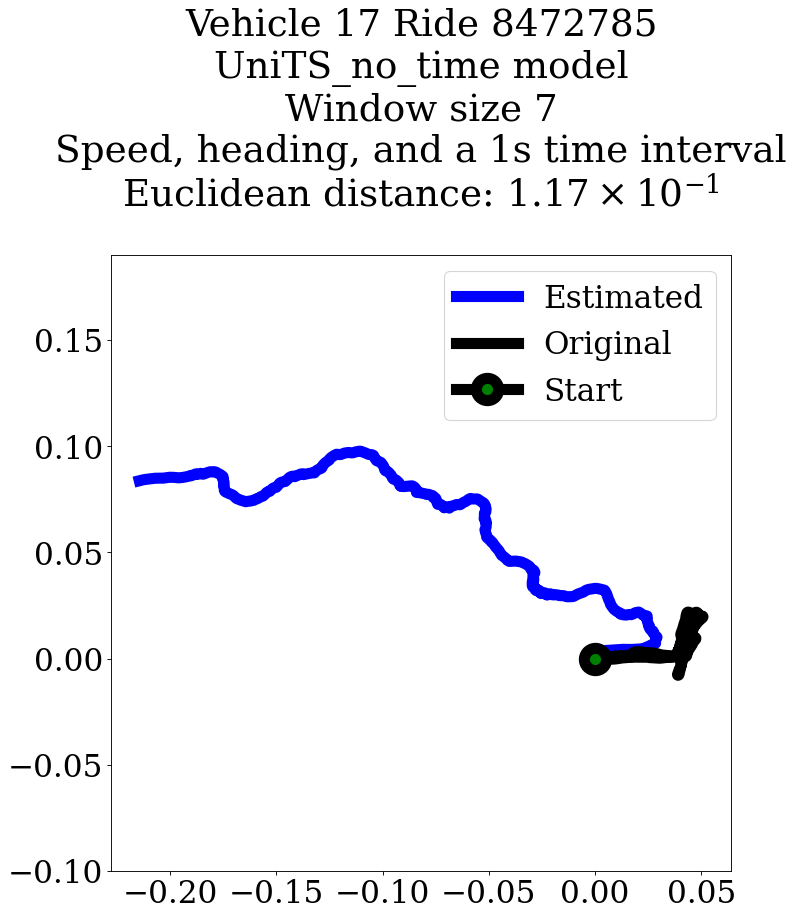 Vehicle 17 Ride 8472785
UniTS_no_time model
Window size 7
Speed, heading, and a 1s time interval
Euclidean distance: 1.17 × 10⁻¹
Estimated
Original
Start
0.15
0.10
0.05
0.00
−0.05
−0.10
−0.20 −0.15 −0.10 −0.05 0.00 0.05